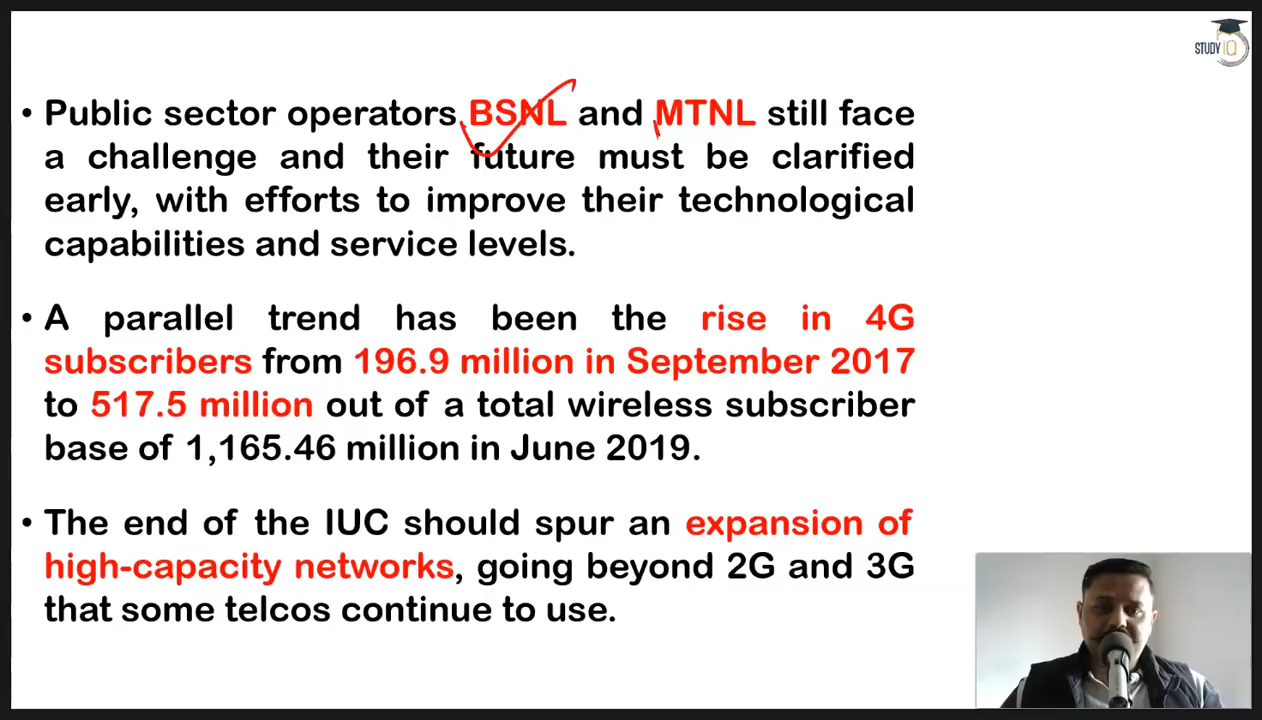 STUDY IQ
• Public sector operators BSNL and MTNL still face
a challenge and their future must be clarified
early, with efforts to improve their technological
capabilities and service levels.
• A parallel trend has been the rise in 4G
subscribers from 196.9 million in September 2017
to 517.5 million out of a total wireless subscriber
base of 1,165.46 million in June 2019.
• The end of the IUC should spur an expansion of
high-capacity networks, going beyond 2G and 3G
that some telcos continue to use.